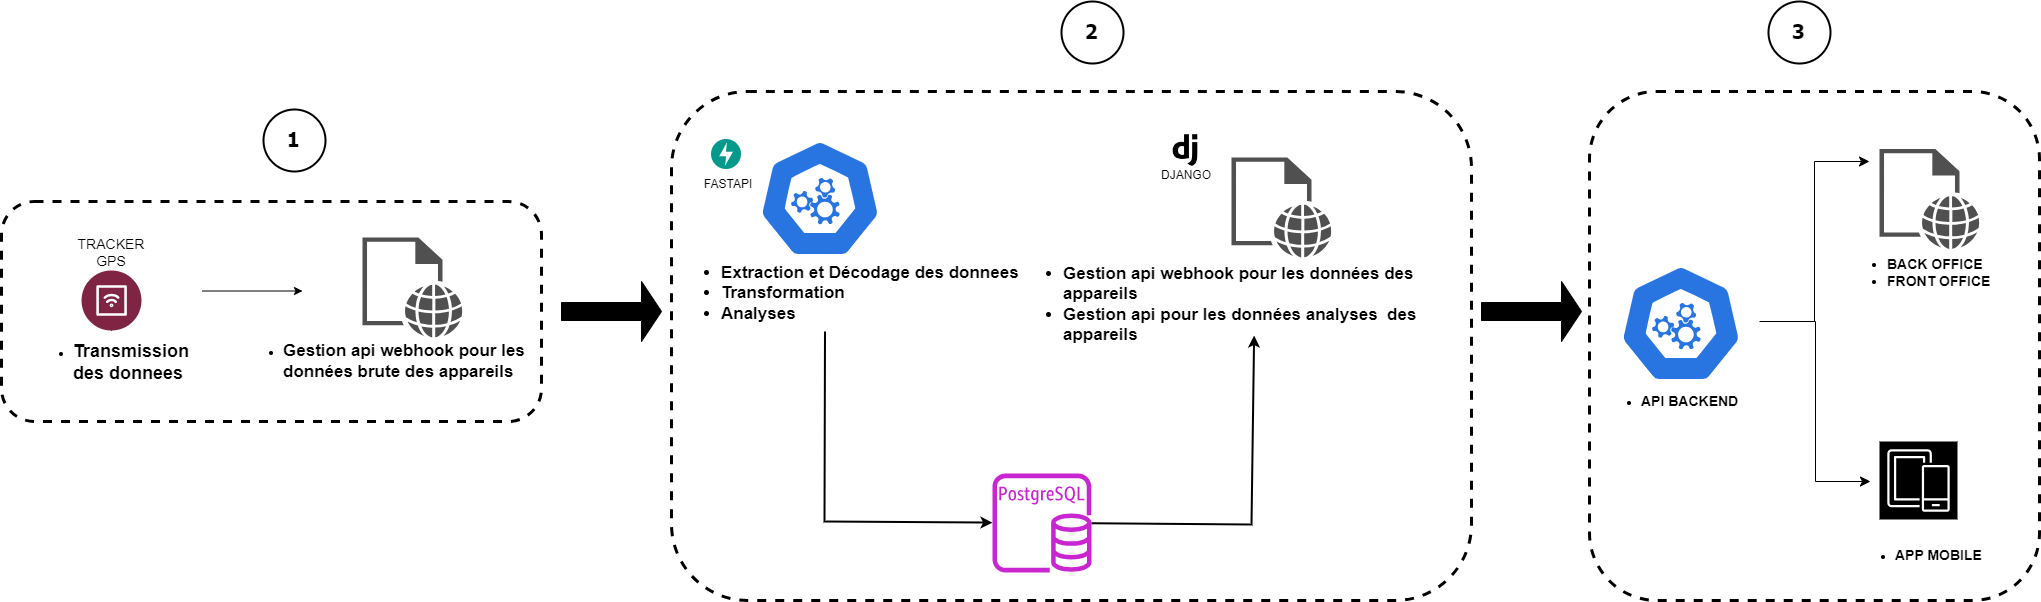 1
TRACKER
GPS
• Transmission
des donnees
• Gestion api webhook pour les
données brute des appareils
2
FASTAPI
• Extraction et Décodage des donnees
• Transformation
• Analyses
dj
DJANGO
• Gestion api webhook pour les données des
appareils
• Gestion api pour les données analyses des
appareils
PostgreSQL
3
• API BACKEND
• BACK OFFICE
• FRONT OFFICE
• APP MOBILE